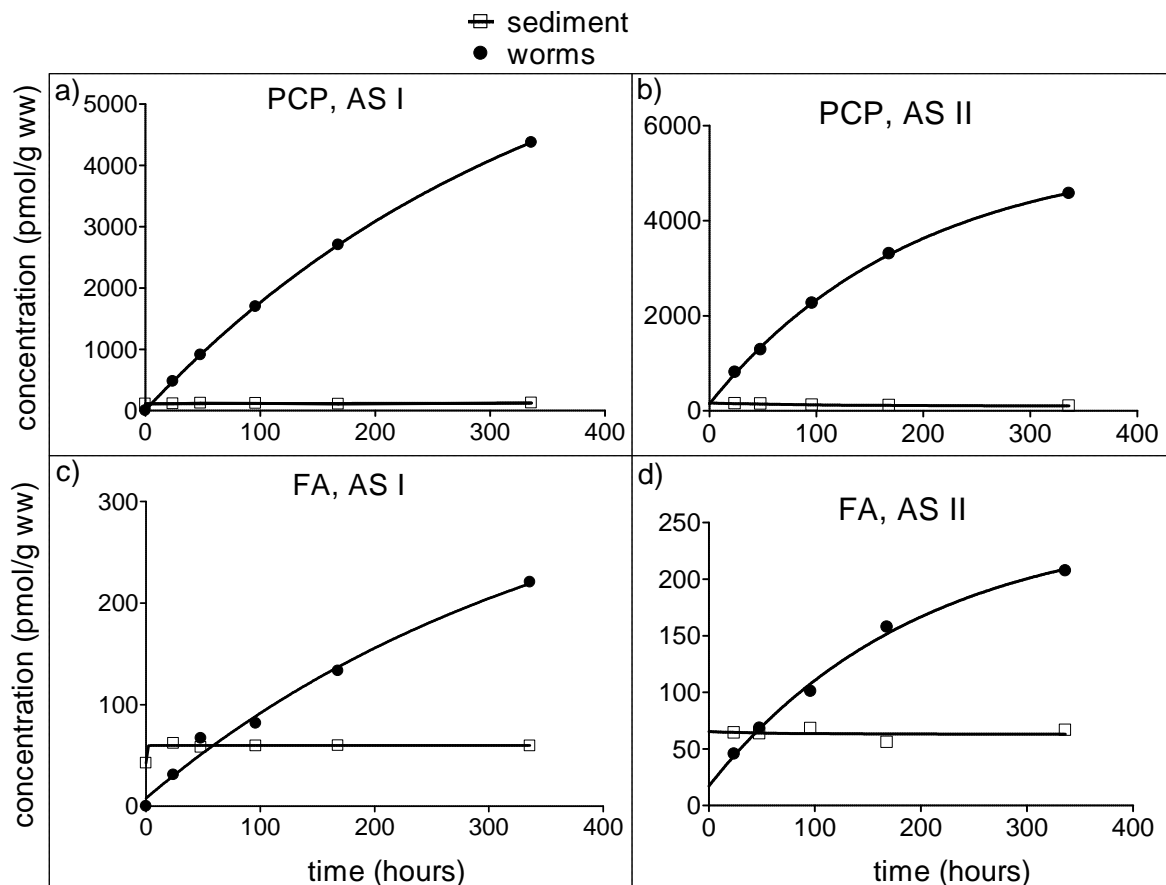 sediment
worms
a)
PCP, AS I
5000
4000
3000
2000
1000
0
0 100 200 300 400
b)
PCP, AS II
6000
4000
2000
0
0 100 200 300 400
concentration (pmol/g ww)
c)
FA, AS I
300
200
100
0
0 100 200 300 400
time (hours)
d)
FA, AS II
250
200
150
100
50
0
0 100 200 300 400
time (hours)
concentration (pmol/g ww)